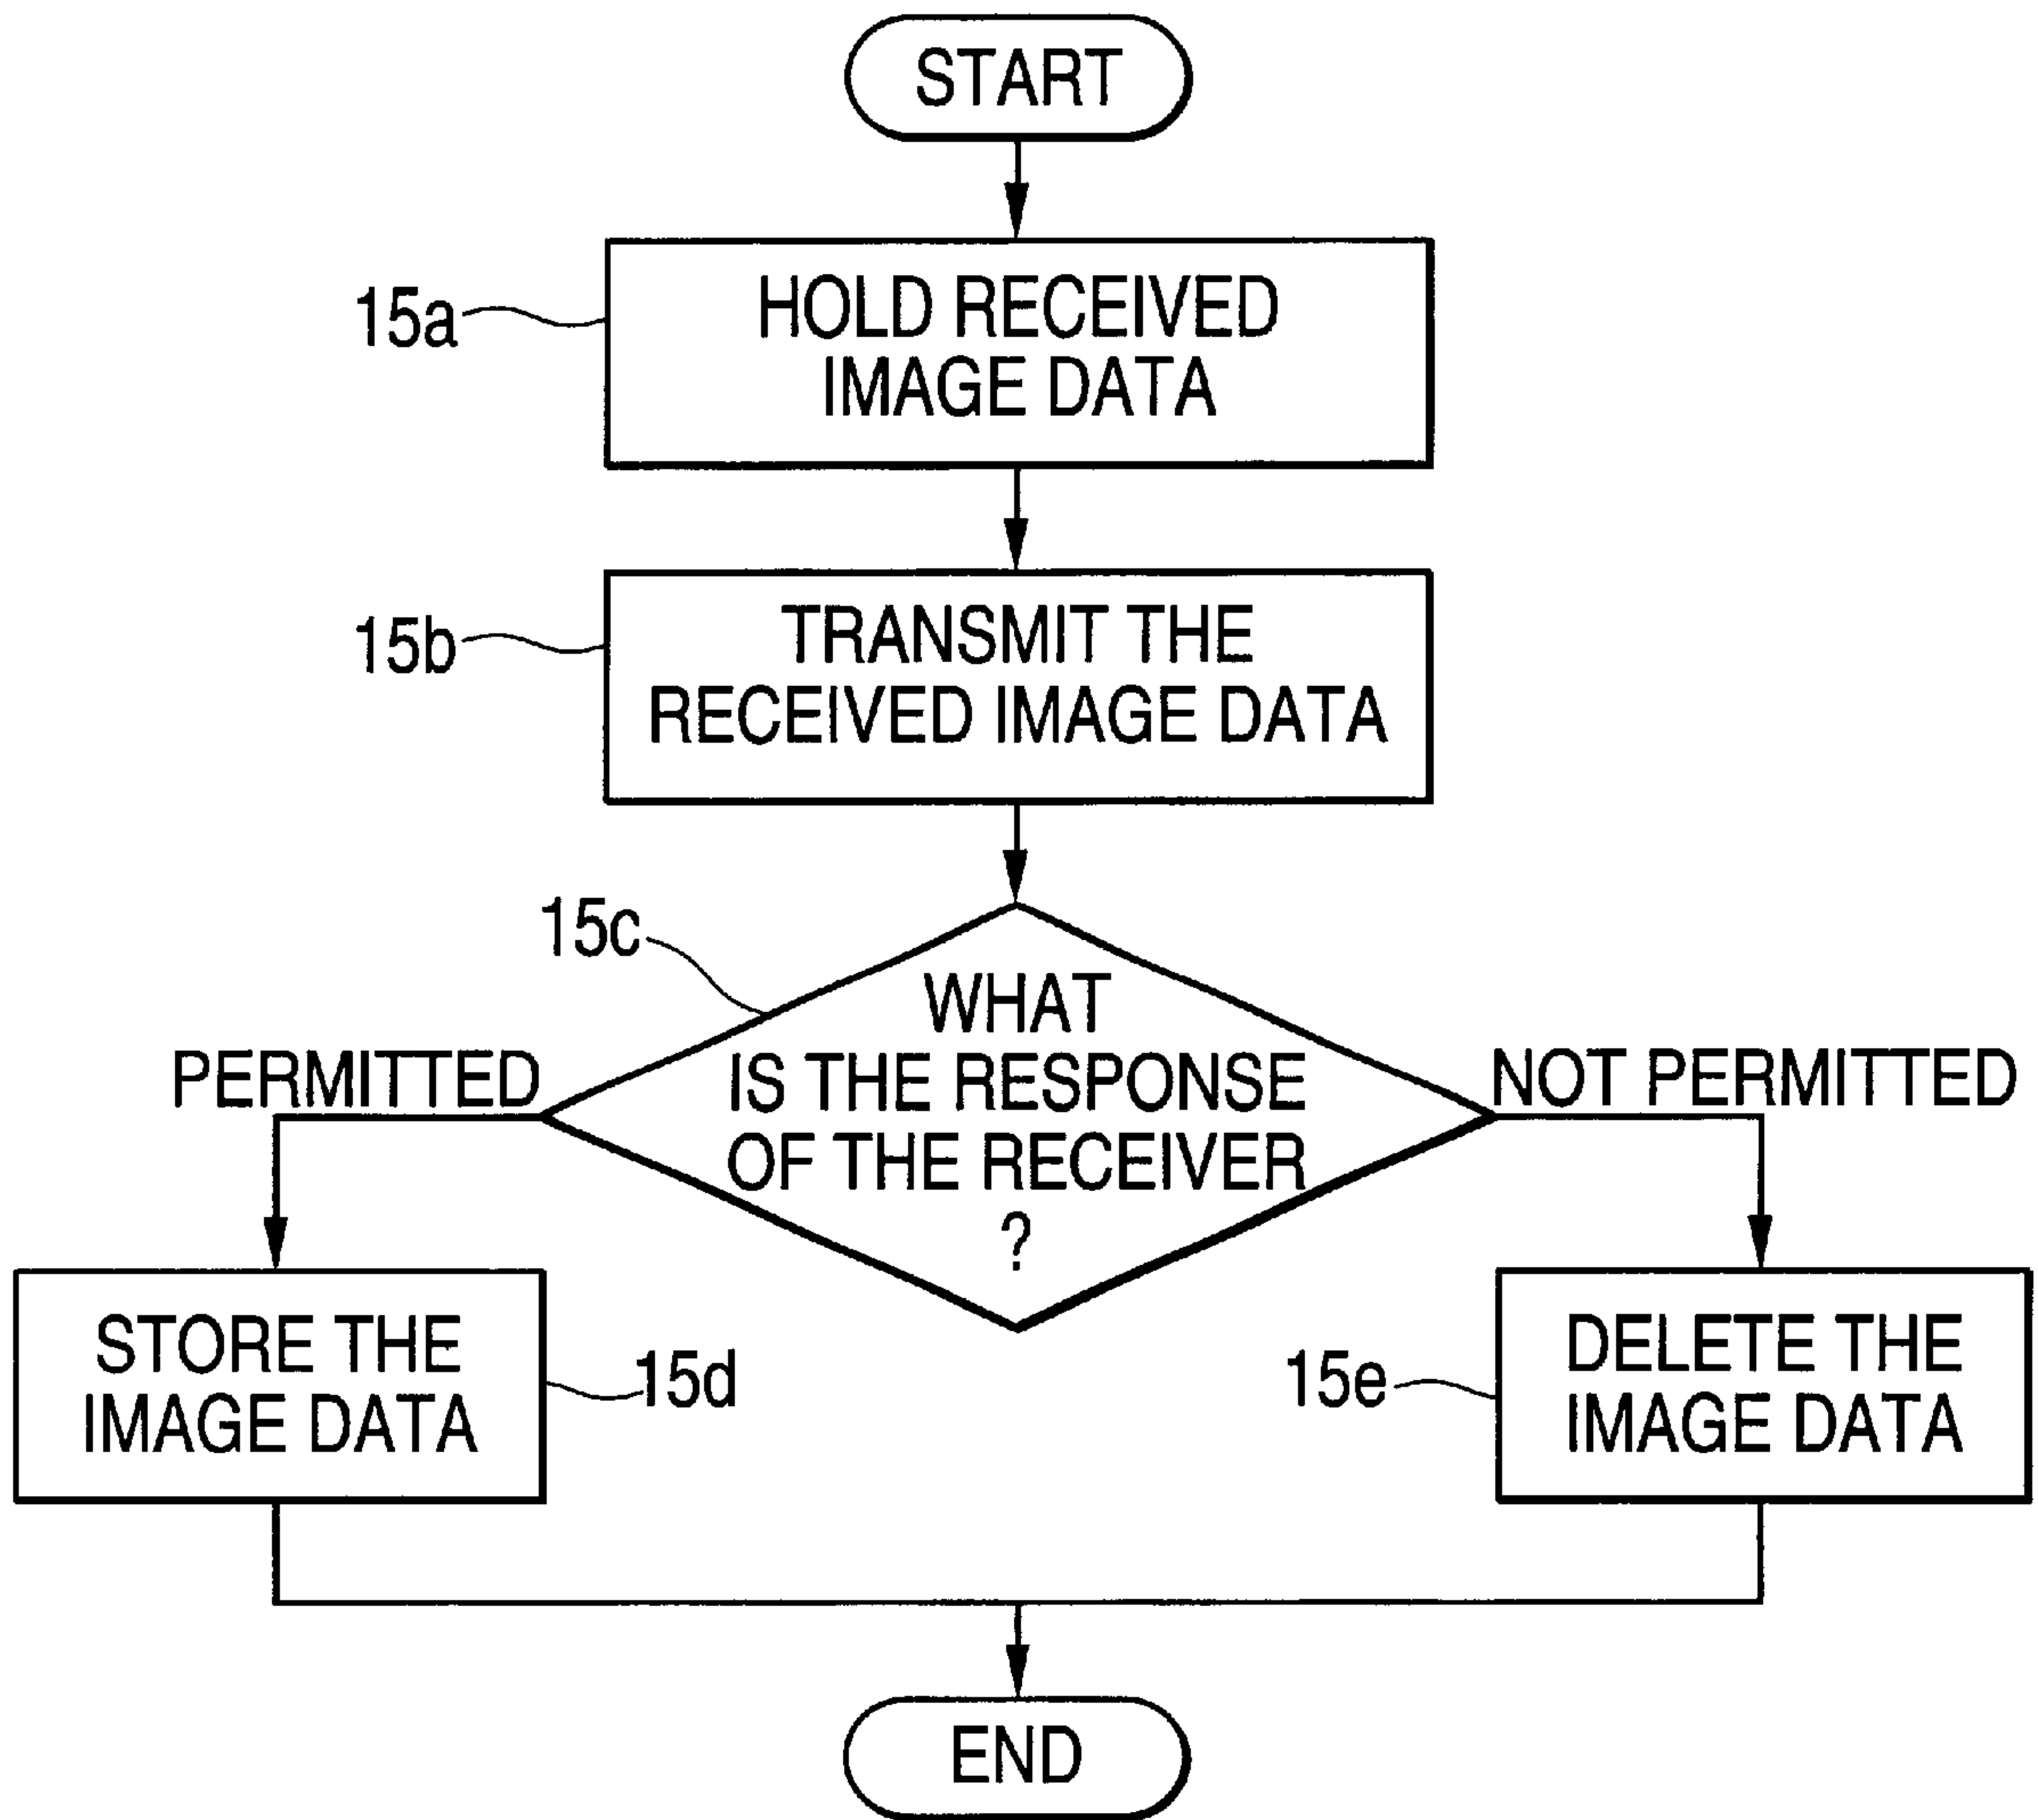 START
15a
HOLD RECEIVED
IMAGE DATA
15b
TRANSMIT THE
RECEIVED IMAGE DATA
15c
WHAT
IS THE RESPONSE
OF THE RECEIVER
?
PERMITTED
NOT PERMITTED
STORE THE
IMAGE DATA
15d
15e
DELETE THE
IMAGE DATA
END